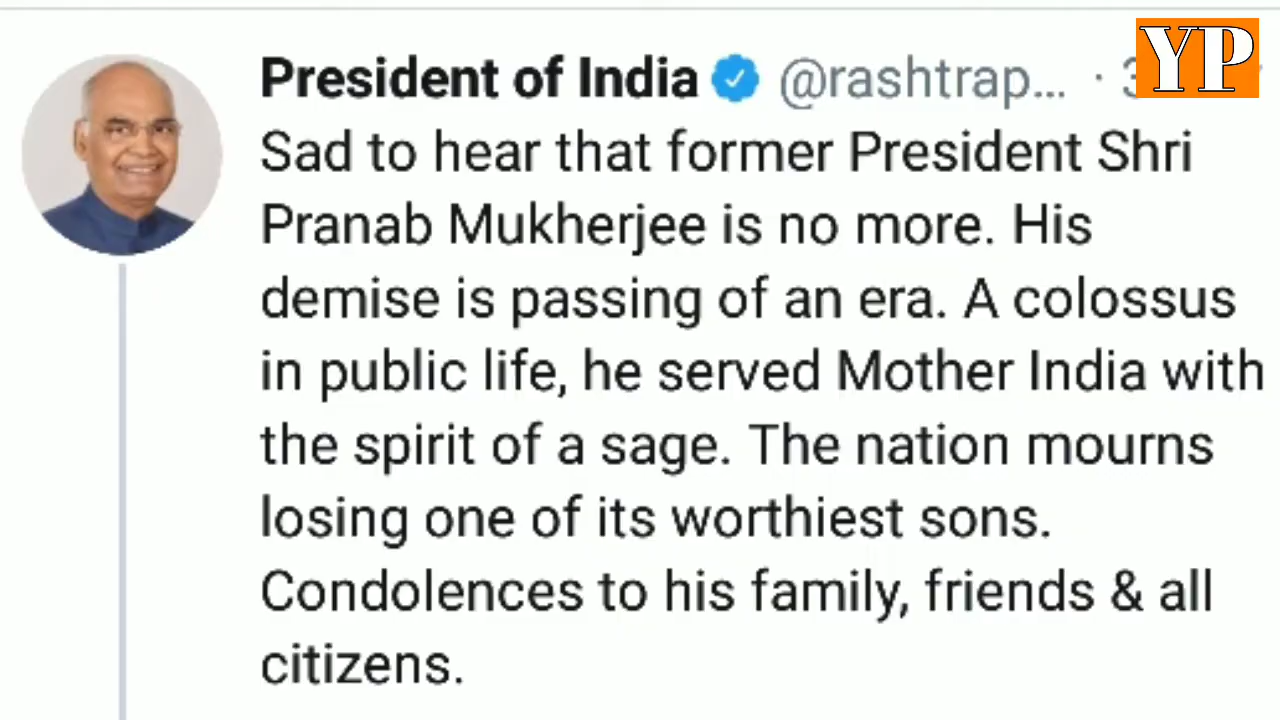 President of India @rashtrap... ·
YP
Sad to hear that former President Shri
Pranab Mukherjee is no more. His
demise is passing of an era. A colossus
in public life, he served Mother India with
the spirit of a sage. The nation mourns
losing one of its worthiest sons.
Condolences to his family, friends & all
citizens.